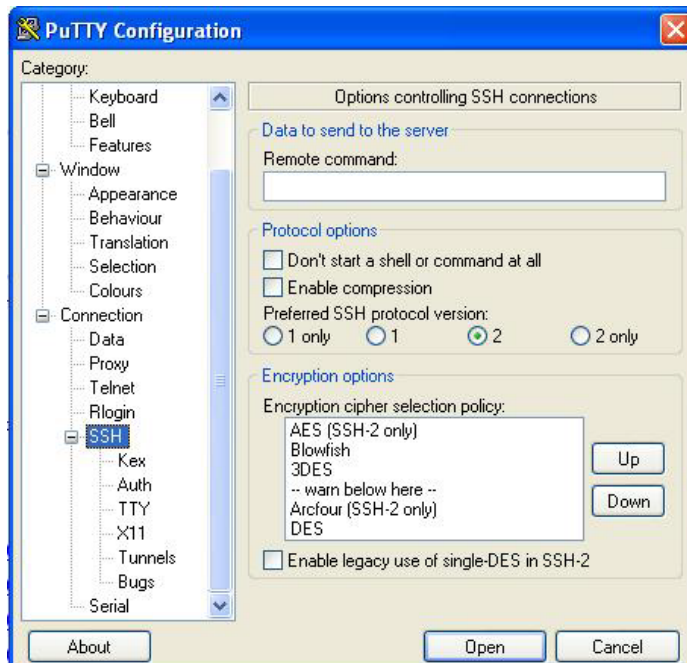 PuTTY Configuration
Category:
Keyboard
Bell
Features
Window
Appearance
Behaviour
Translation
Selection
Colours
Connection
Data
Proxy
Telnet
Rlogin
SSH
Kex
Auth
TTY
X11
Tunnels
Bugs
Serial
Options controlling SSH connections
Data to send to the server
Remote command:
Protocol options
Don't start a shell or command at all
Enable compression
Preferred SSH protocol version:
1 only 1 2 2 only
Encryption options
Encryption cipher selection policy:
AES (SSH-2 only)
Blowfish
3DES
-- warn below here --
Arcfour (SSH-2 only)
DES
Up
Down
Enable legacy use of single-DES in SSH-2
About Open Cancel